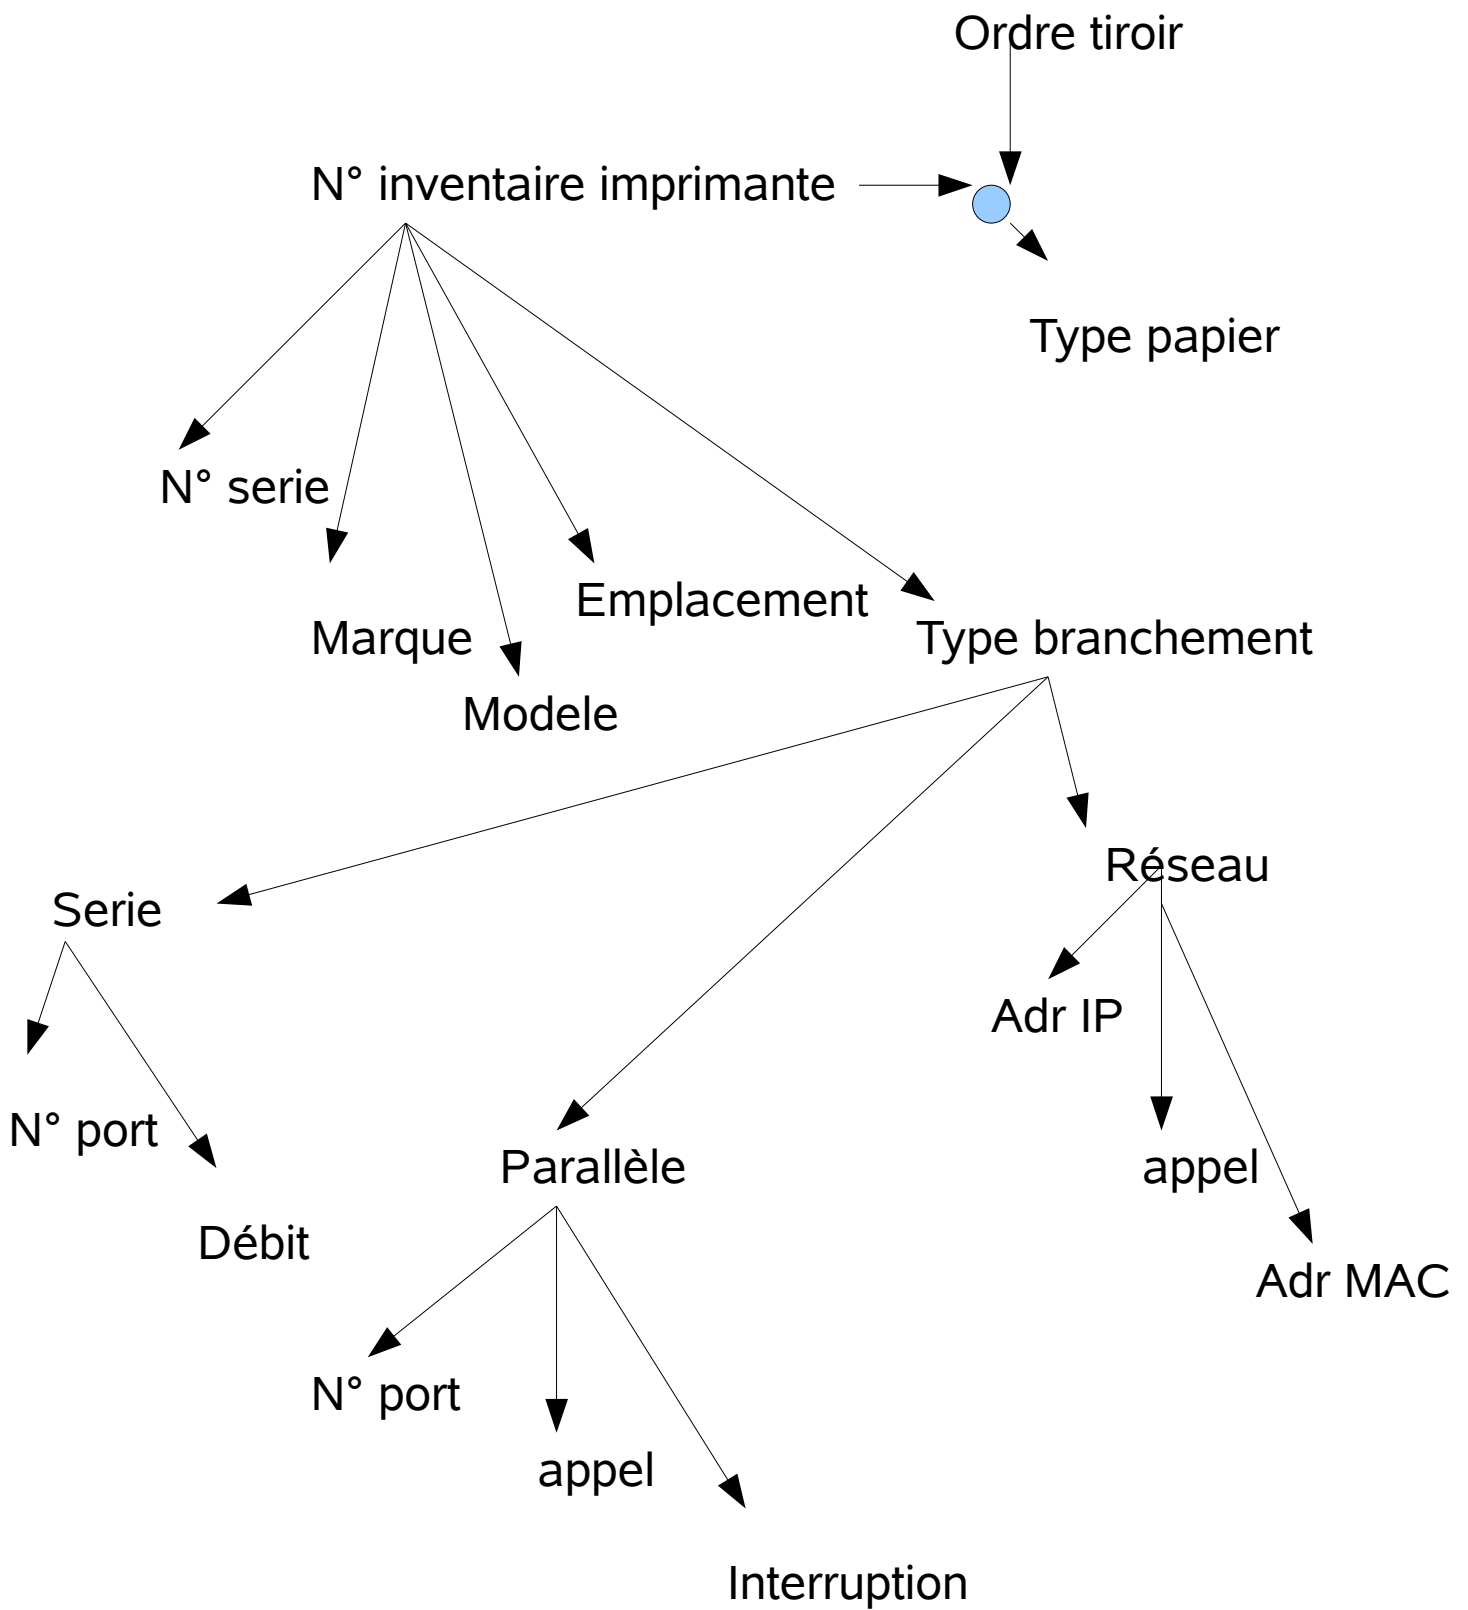 Ordre tiroir
N° inventaire imprimante
Type papier
N° serie
Emplacement
Marque
Type branchement
Modele
Réseau
Serie
Adr IP
N° port
Parallèle
appel
Débit
Adr MAC
N° port
appel
Interruption